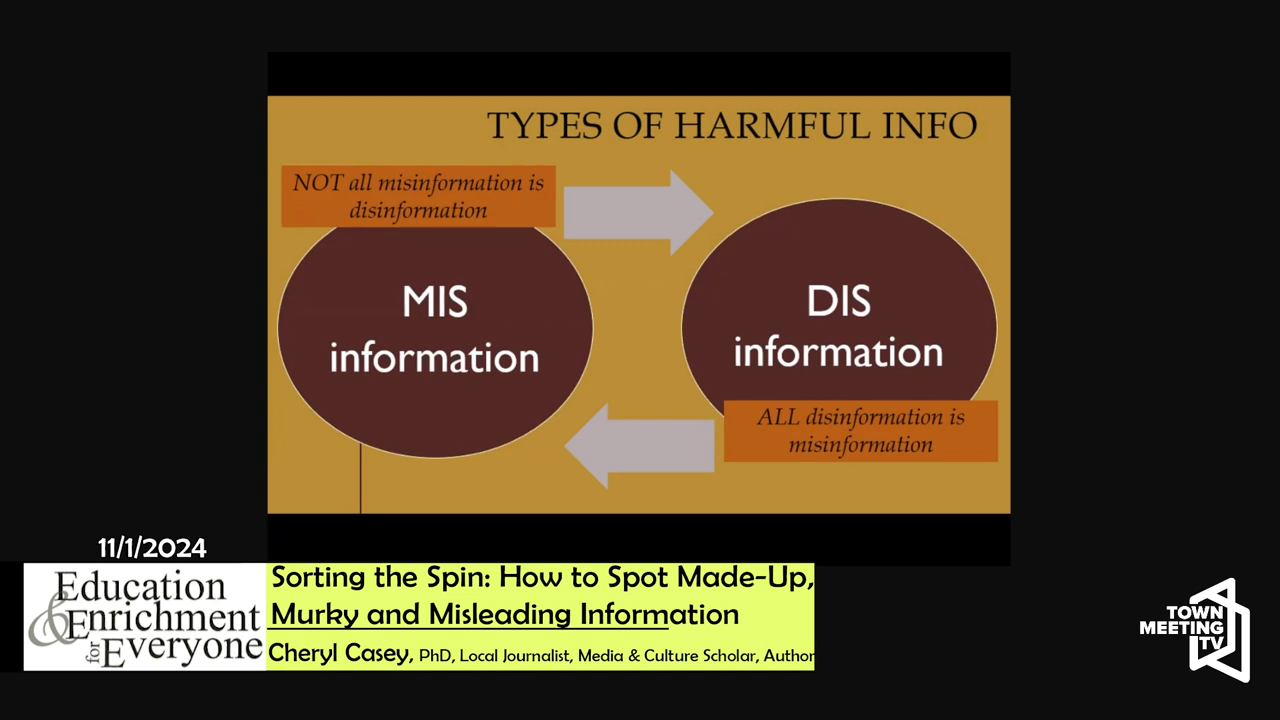 TYPES OF HARMFUL INFO
NOT all misinformation is
disinformation
MIS
information
DIS
information
ALL disinformation is
misinformation
11/1/2024
Education
& Enrichment
for Everyone
Sorting the Spin: How to Spot Made-Up,
Murky and Misleading Information
Cheryl Casey, PhD, Local Journalist, Media & Culture Scholar, Author
TOWN
MEETING
TV